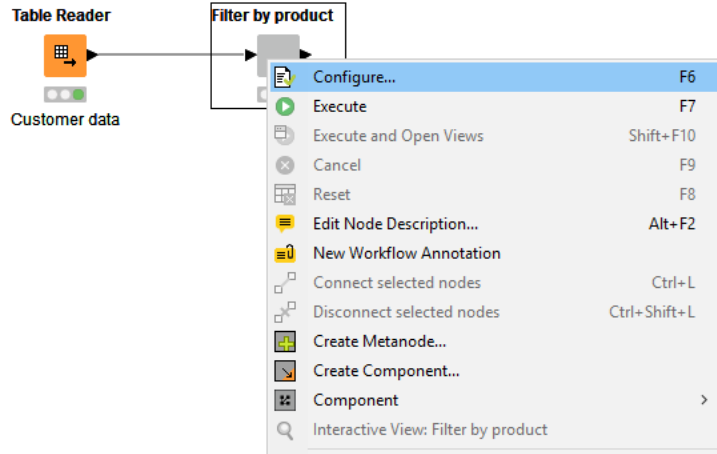 Table Reader
Filter by product
Customer data
Configure... F6
Execute F7
Execute and Open Views Shift+F10
Cancel F9
Reset F8
Edit Node Description... Alt+F2
New Workflow Annotation
Connect selected nodes Ctrl+L
Disconnect selected nodes Ctrl+Shift+L
Create Metanode...
Create Component...
Component
Interactive View: Filter by product